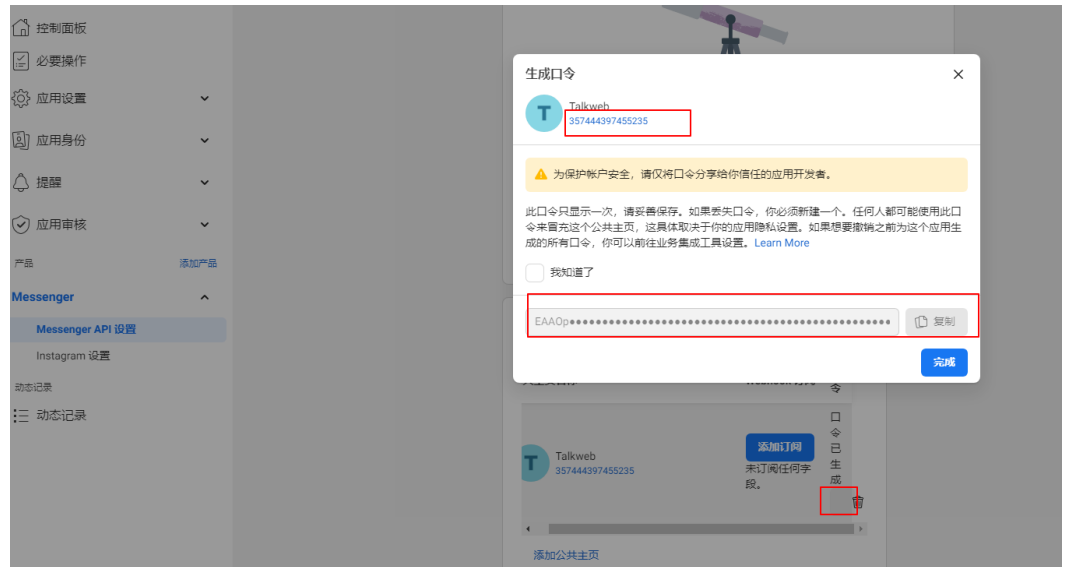 控制面板
必要操作
应用设置
应用身份
提醒
应用审核
产品
添加产品
Messenger
Messenger API 设置
Instagram 设置
动态记录
动态记录
生成口令
T
Talkweb
357444397455235
为保护帐户安全，请仅将口令分享给你信任的应用开发者。
此口令只显示一次，请妥善保存。如果丢失口令，你必须新建一个。任何人都可能使用此口
令来冒充这个公共主页，这具体取决于你的应用隐私设置。如果想要撤销之前为这个应用生
成的所有口令，你可以前往业务集成工具设置。Learn More
我知道了
EAAOp••••••••••••••••••••••••••••••••••••••••••••••••
复制
完成
令
T
Talkweb
357444397455235
添加订阅
未订阅任何字
段。
口
令
已
生
成
添加公共主页